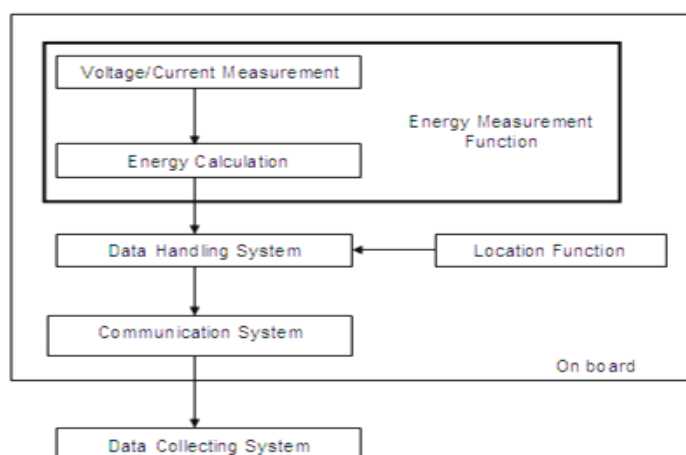 Voltage/Current Measurement
Energy Measurement
Function
Energy Calculation
Data Handling System
Location Function
Communication System
On board
Data Collecting System